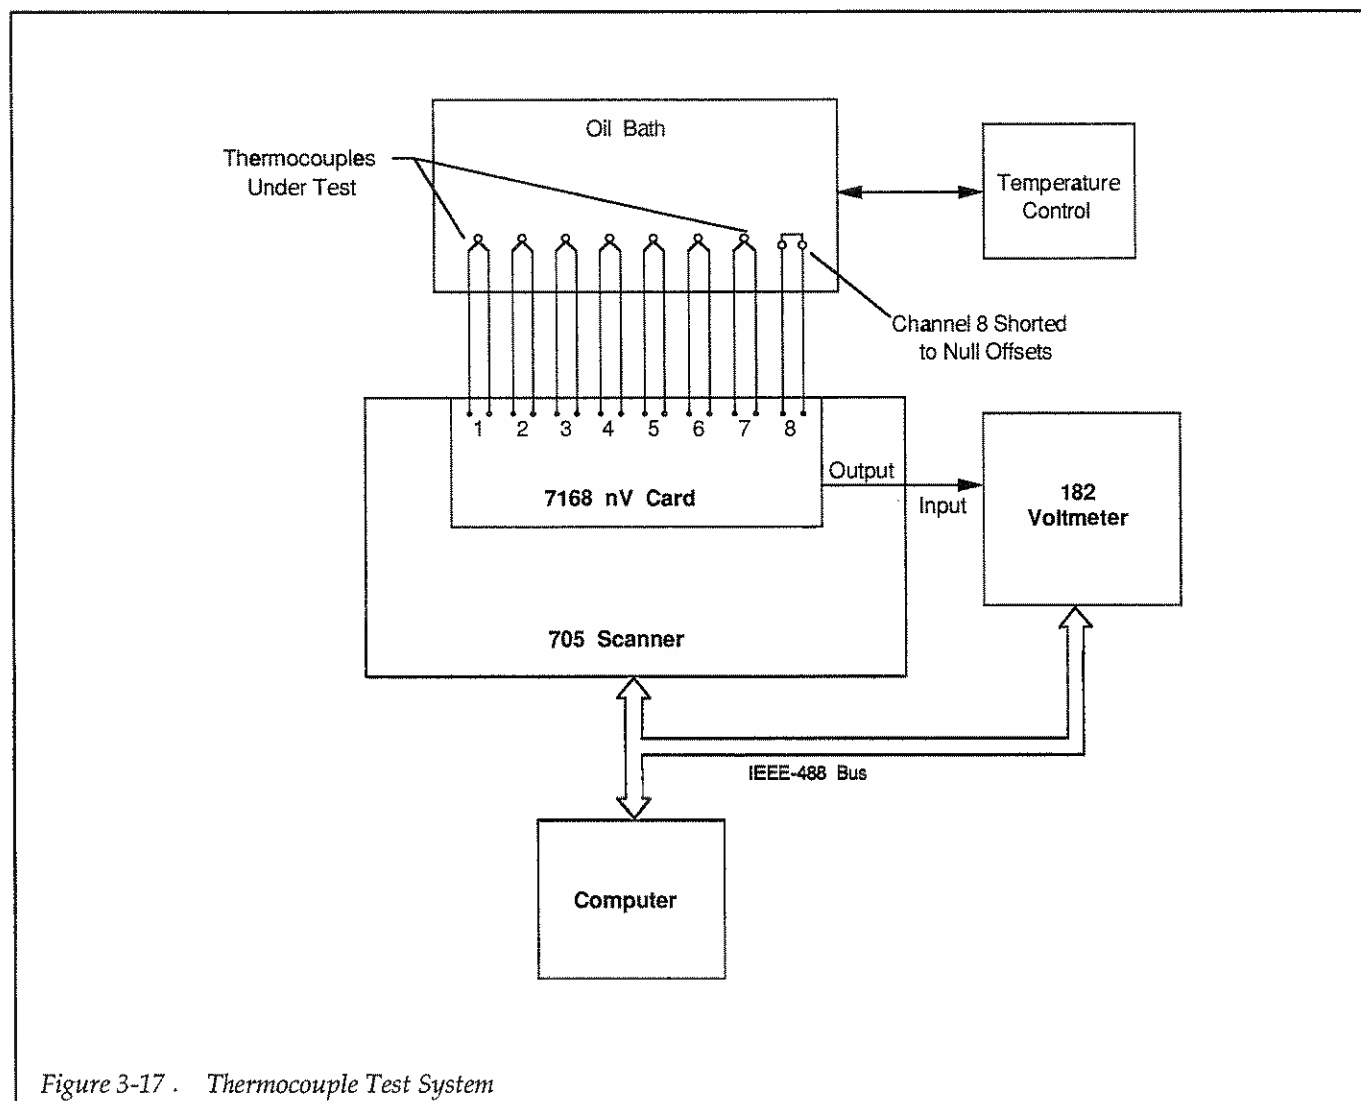 Oil Bath
Thermocouples
Under Test
Temperature
Control
Channel 8 Shorted
to Null Offsets
1 2 3 4 5 6 7 8
7168 nV Card
Output
Input
182
Voltmeter
705 Scanner
IEEE-488 Bus
Computer
Figure 3-17 . Thermocouple Test System